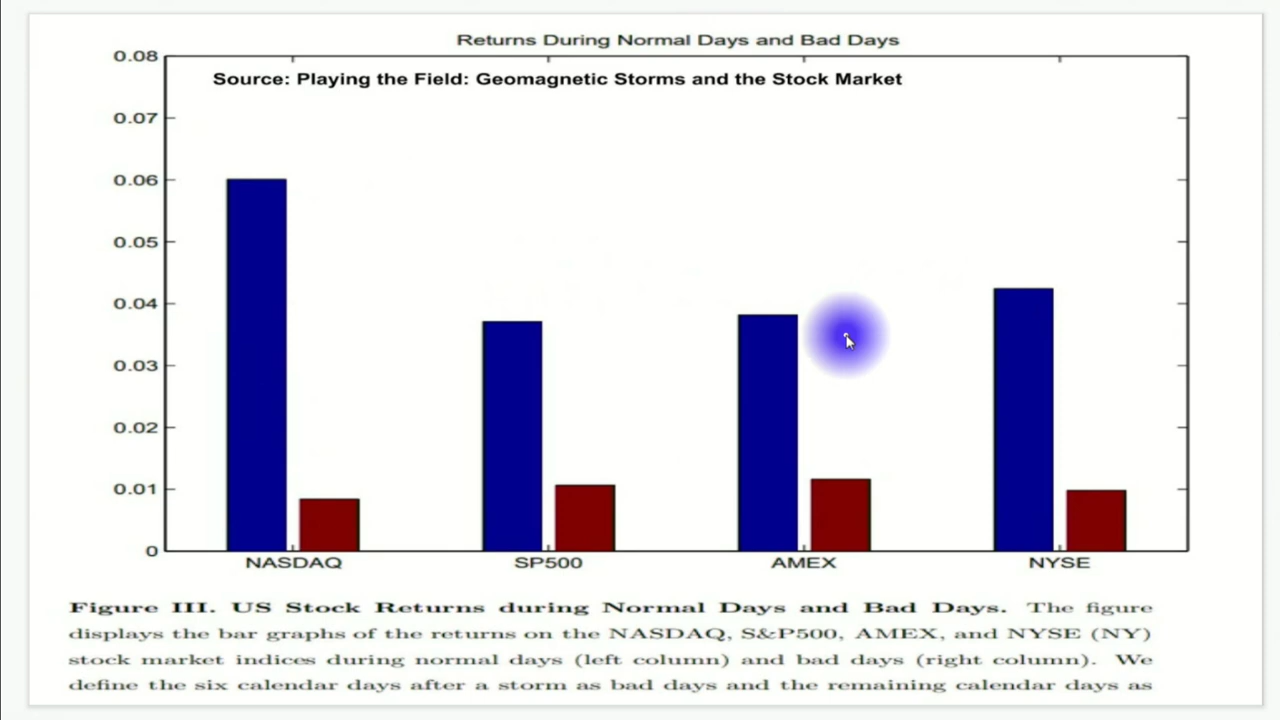 Returns During Normal Days and Bad Days
Source: Playing the Field: Geomagnetic Storms and the Stock Market
0.08
0.07
0.06
0.05
0.04
0.03
0.02
0.01
0
NASDAQ SP500 AMEX NYSE
Figure III. US Stock Returns during Normal Days and Bad Days. The figure
displays the bar graphs of the returns on the NASDAQ, S&P500, AMEX, and NYSE (NY)
stock market indices during normal days (left column) and bad days (right column). We
define the six calendar days after a storm as bad days and the remaining calendar days as